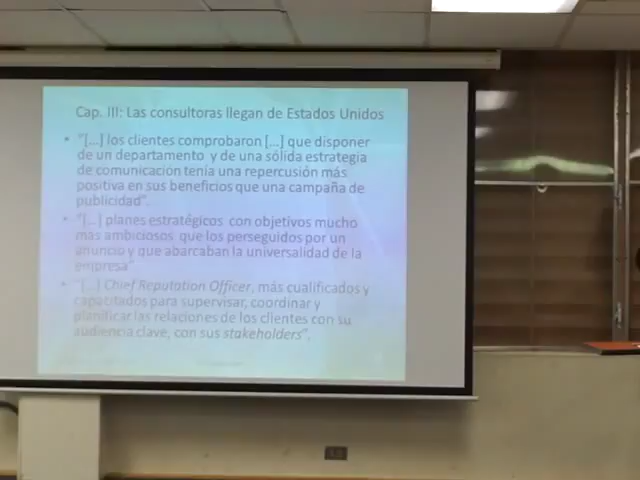 Cap. III: Las consultoras llegan de Estados Unidos
• "[...] los clientes comprobaron [...] que disponer
de un departamento y de una sólida estrategia
de comunicación tenía una repercusión más
positiva en sus beneficios que una campaña de
publicidad".
• "[...] planes estratégicos con objetivos mucho
más ambiciosos que los perseguidos por un
anuncio y que abarcaban la universalidad de la
empresa"
• "[...] Chief Reputation Officer, más cualificados y
capacitados para supervisar, coordinar y
planificar las relaciones de los clientes con su
audiencia clave, con sus stakeholders".